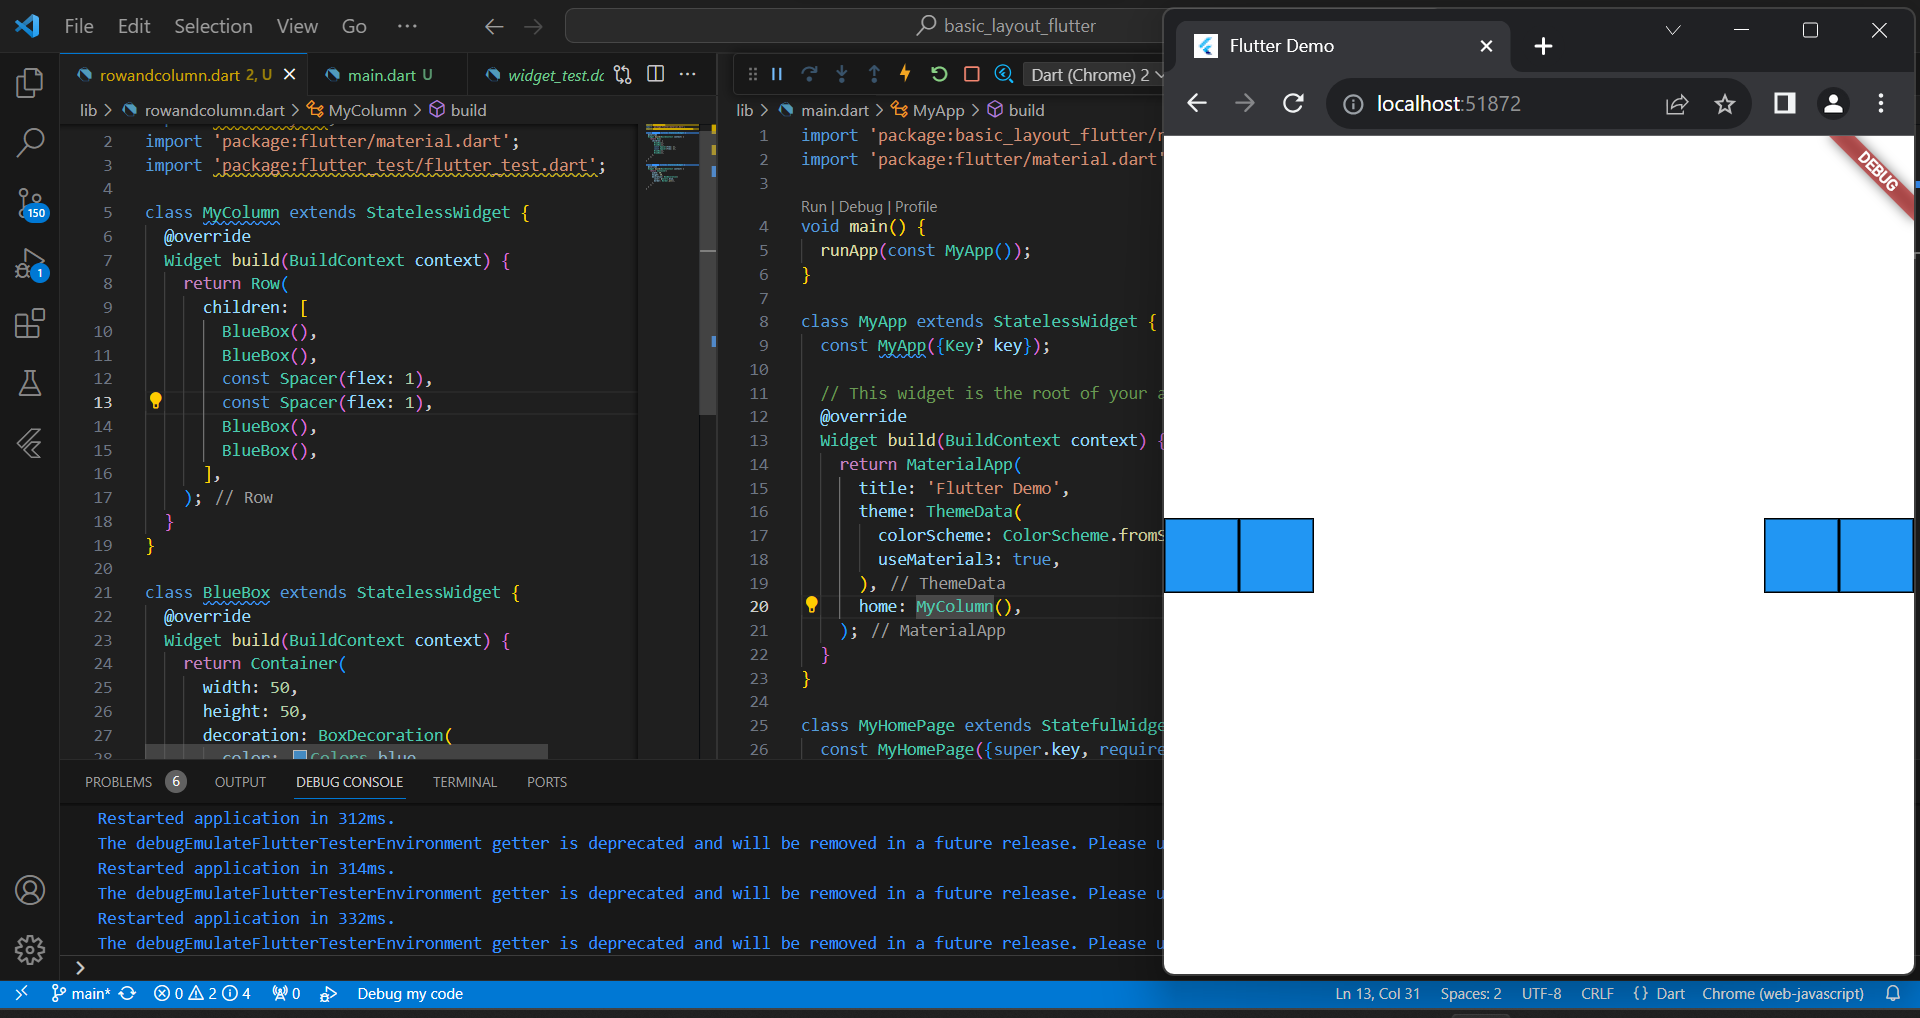 File Edit Selection View Go ···
basic_layout_flutter
rowandcolumn.dart 2, U
main.dart U
widget_test.dc
lib > rowandcolumn.dart > MyColumn > build
2 import 'package:flutter/material.dart';
3 import 'package:flutter_test/flutter_test.dart';
4
5 class MyColumn extends StatelessWidget {
6 @override
7 Widget build(BuildContext context) {
8 return Row(
9 children: [
10 BlueBox(),
11 BlueBox(),
12 const Spacer(flex: 1),
13 const Spacer(flex: 1),
14 BlueBox(),
15 BlueBox(),
16 ],
17 ); // Row
18 }
19 }
20
21 class BlueBox extends StatelessWidget {
22 @override
23 Widget build(BuildContext context) {
24 return Container(
25 width: 50,
26 height: 50,
27 decoration: BoxDecoration(
28 color: Colors.blue
Dart (Chrome) 2
lib > main.dart > MyApp > build
1 import 'package:basic_layout_flutter/
2 import 'package:flutter/material.dart'
3
Run | Debug | Profile
4 void main() {
5 runApp(const MyApp());
6 }
7
8 class MyApp extends StatelessWidget {
9 const MyApp({Key? key});
10
11 // This widget is the root of your a
12 @override
13 Widget build(BuildContext context) {
14 return MaterialApp(
15 title: 'Flutter Demo',
16 theme: ThemeData(
17 colorScheme: ColorScheme.fromS
18 useMaterial3: true,
19 ), // ThemeData
20 home: MyColumn(),
21 ); // MaterialApp
22 }
23 }
24
25 class MyHomePage extends StatefulWidge
26 const MyHomePage({super.key, require
Flutter Demo
localhost:51872
DEBUG
150
1
PROBLEMS 6 OUTPUT DEBUG CONSOLE TERMINAL PORTS
Restarted application in 312ms.
The debugEmulateFlutterTesterEnvironment getter is deprecated and will be removed in a future release. Please u
Restarted application in 314ms.
The debugEmulateFlutterTesterEnvironment getter is deprecated and will be removed in a future release. Please u
Restarted application in 332ms.
The debugEmulateFlutterTesterEnvironment getter is deprecated and will be removed in a future release. Please u
>
main* 0 2 4 0 Debug my code
Ln 13, Col 31 Spaces: 2 UTF-8 CRLF {} Dart Chrome (web-javascript)